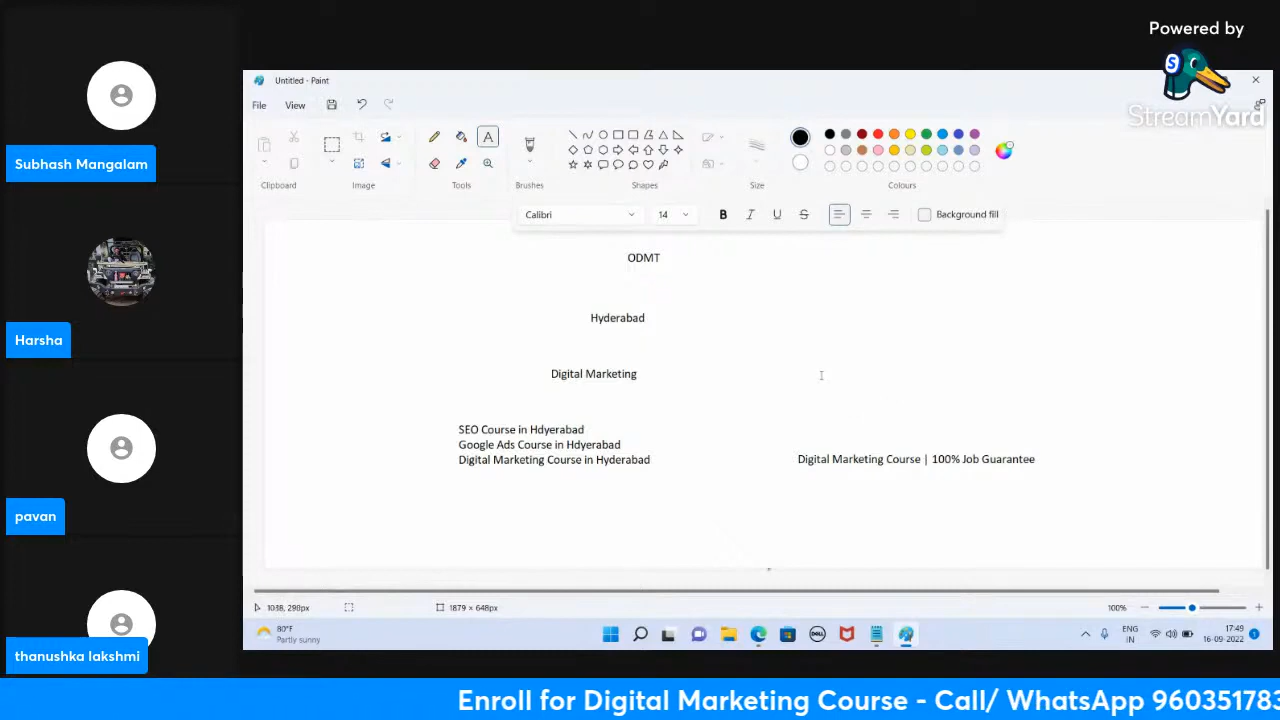 Powered by
StreamYard
Subhash Mangalam
Harsha
pavan
thanushka lakshmi
Untitled - Paint
File
View
Clipboard
Image
Tools
Brushes
Shapes
Size
Colours
Calibri
14
B
I
U
Background fill
ODMT
Hyderabad
Digital Marketing
SEO Course in Hdyerabad
Google Ads Course in Hdyerabad
Digital Marketing Course in Hyderabad
Digital Marketing Course | 100% Job Guarantee
1038, 298px
1879 × 648px
100%
80°F
Partly sunny
DELL
ENG
IN
17:49
16-09-2022
Enroll for Digital Marketing Course - Call/ WhatsApp 960351783